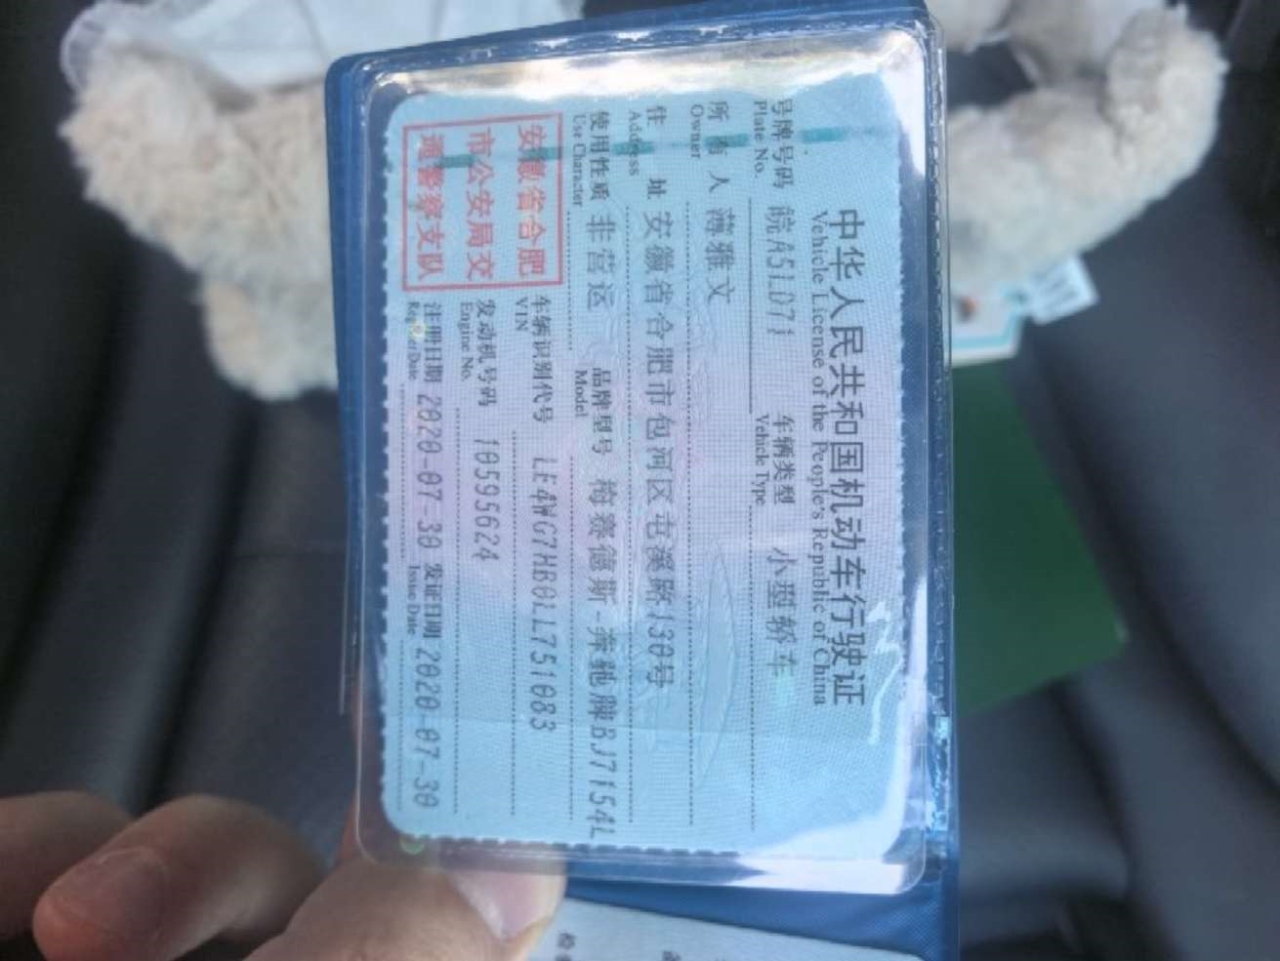 中华人民共和国机动车行驶证
Vehicle License of the People's Republic of China
号牌号码 皖A51D71 车辆类型 小型轿车
Plate No. Vehicle Type
所有人 薄雅文
Owner
住址 安徽省合肥市包河区屯溪路130号
Address
使用性质 非营运 品牌型号 梅赛德斯-奔驰牌BJ7154L
Use Character Model
安徽省合肥
市公安局交
通警察支队
车辆识别代号 LE4WG7HB0LL751083
VIN
发动机号码 10595624
Engine No.
注册日期 2020-07-30 发证日期 2020-07-30
Register Date Issue Date